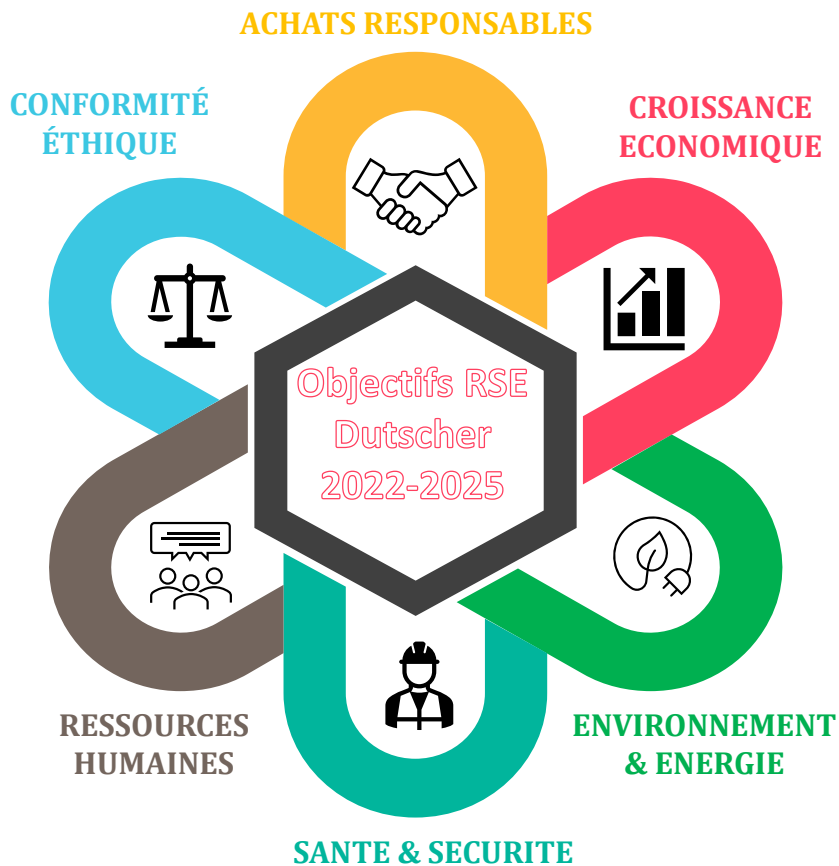 ACHATS RESPONSABLES
CONFORMITÉ
ÉTHIQUE
CROISSANCE
ECONOMIQUE
Objectifs RSE
Dutscher
2022-2025
RESSOURCES
HUMAINES
ENVIRONNEMENT
& ENERGIE
SANTE & SECURITE